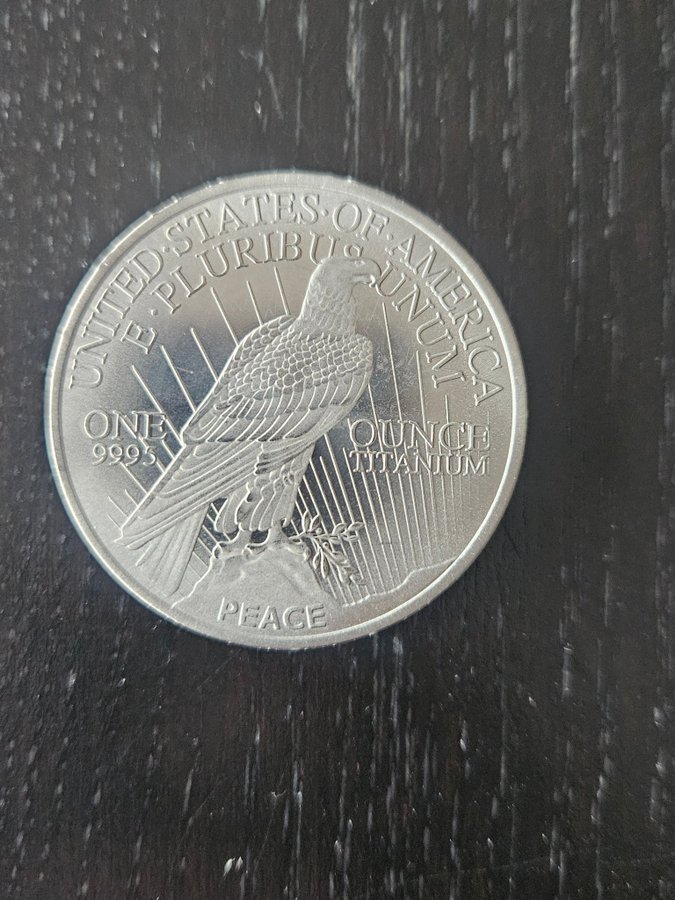 UNITED·STATES·OF·AMERICA
E·PLURIBUS UNUM
ONE OUNCE
9995 TITANIUM
PEACE